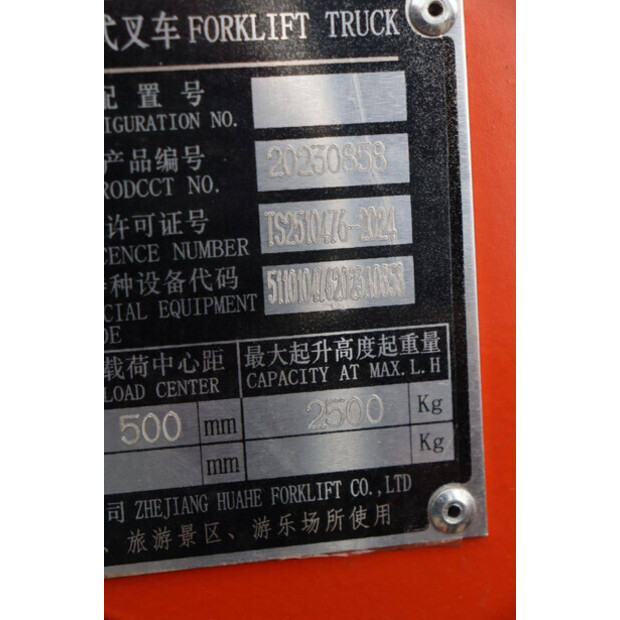 式叉车 FORKLIFT TRUCK
配置号
IGURATION NO.
产品编号
RODCCT NO. 20230858
许可证号
CENCE NUMBER TS2510476-2024
种设备代码
CIAL EQUIPMENT
DE
载荷中心距 最大起升高度起重量
LOAD CENTER CAPACITY AT MAX. L.H
500 mm 2500 Kg
mm Kg
司 ZHEJIANG HUAHE FORKLIFT CO., LTD
、旅游景区、游乐场所使用